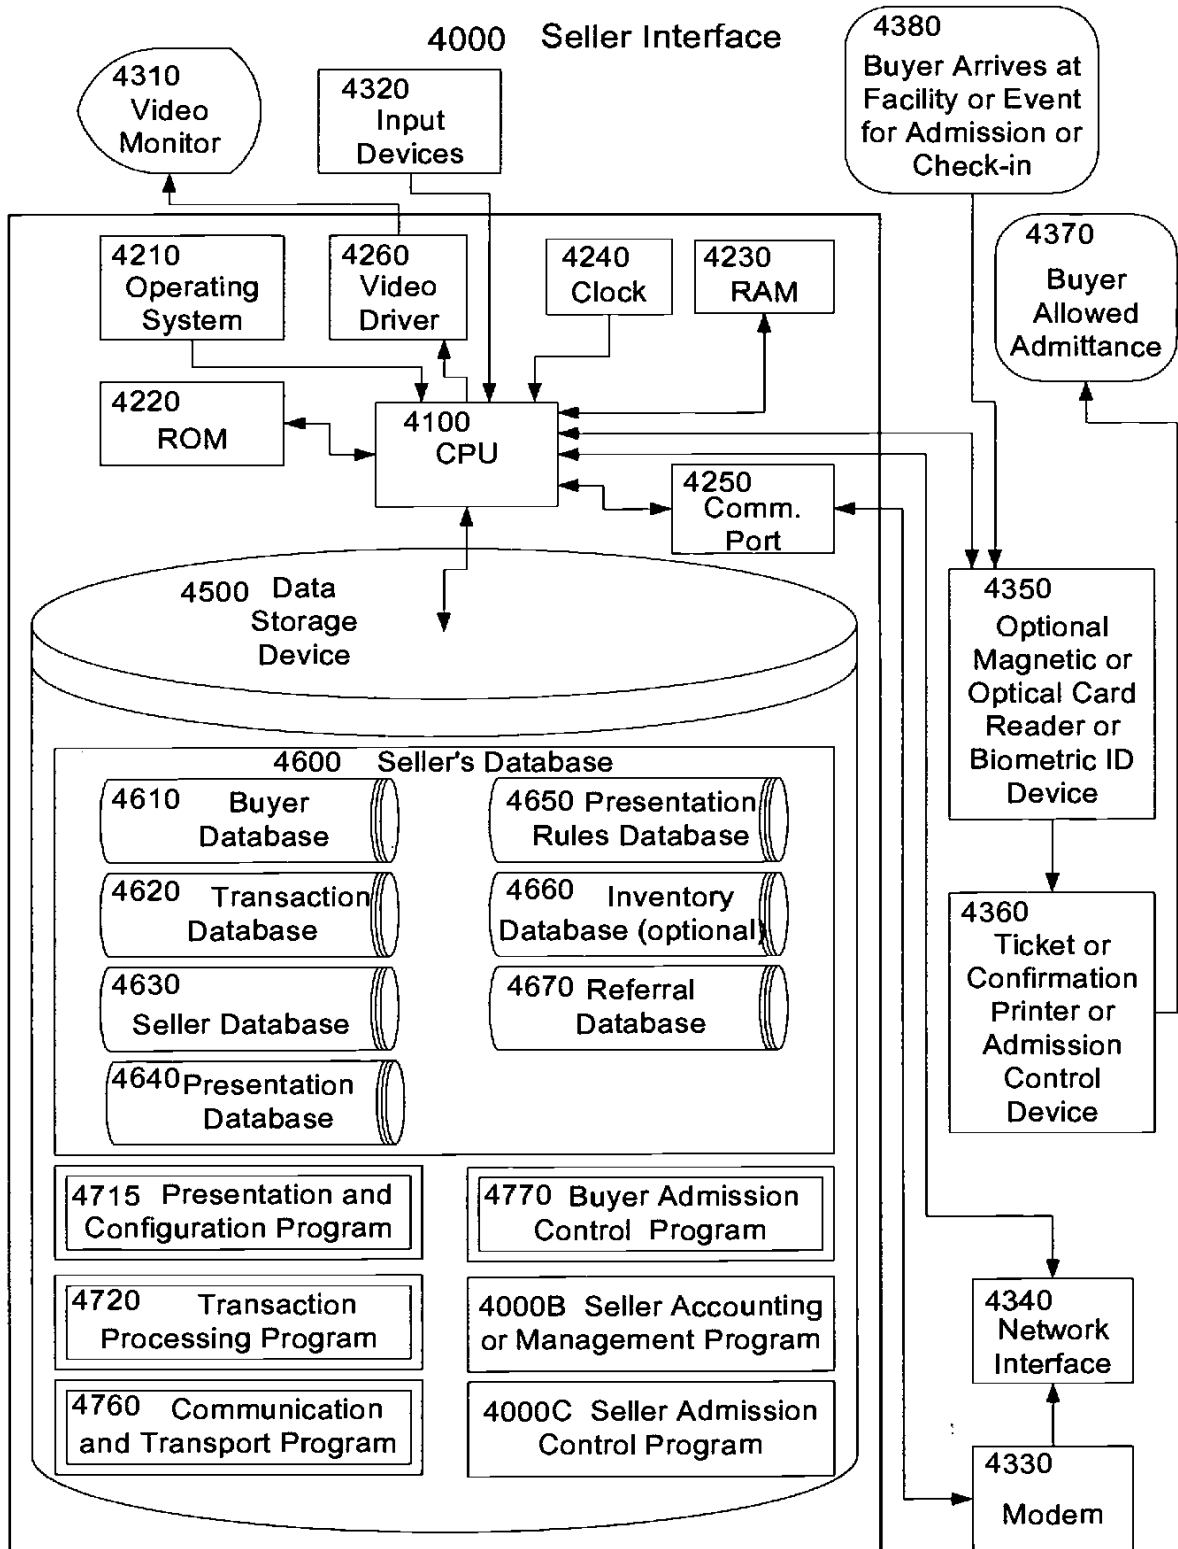 4000 Seller Interface
4310
Video
Monitor
4320
Input
Devices
4380
Buyer Arrives at
Facility or Event
for Admission or
Check-in
4210
Operating
System
4260
Video
Driver
4240
Clock
4230
RAM
4370
Buyer
Allowed
Admittance
4220
ROM
4100
CPU
4250
Comm.
Port
4500 Data
Storage
Device
4350
Optional
Magnetic or
Optical Card
Reader or
Biometric ID
Device
4600 Seller's Database
4610 Buyer
Database
4650 Presentation
Rules Database
4620 Transaction
Database
4660 Inventory
Database (optional)
4630
Seller Database
4670 Referral
Database
4640 Presentation
Database
4360
Ticket or
Confirmation
Printer or
Admission
Control
Device
4715 Presentation and
Configuration Program
4770 Buyer Admission
Control Program
4720 Transaction
Processing Program
4000B Seller Accounting
or Management Program
4760 Communication
and Transport Program
4000C Seller Admission
Control Program
4340
Network
Interface
4330
Modem